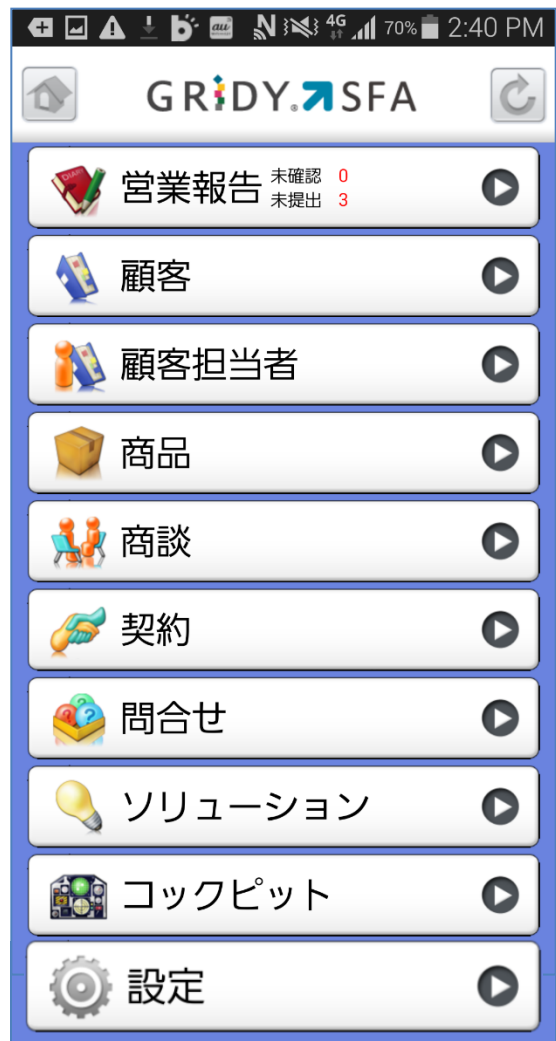 au 4G 70% 2:40 PM
GRiDY. SFA
営業報告 未確認 0
未提出 3
顧客
顧客担当者
商品
商談
契約
問合せ
ソリューション
コックピット
設定